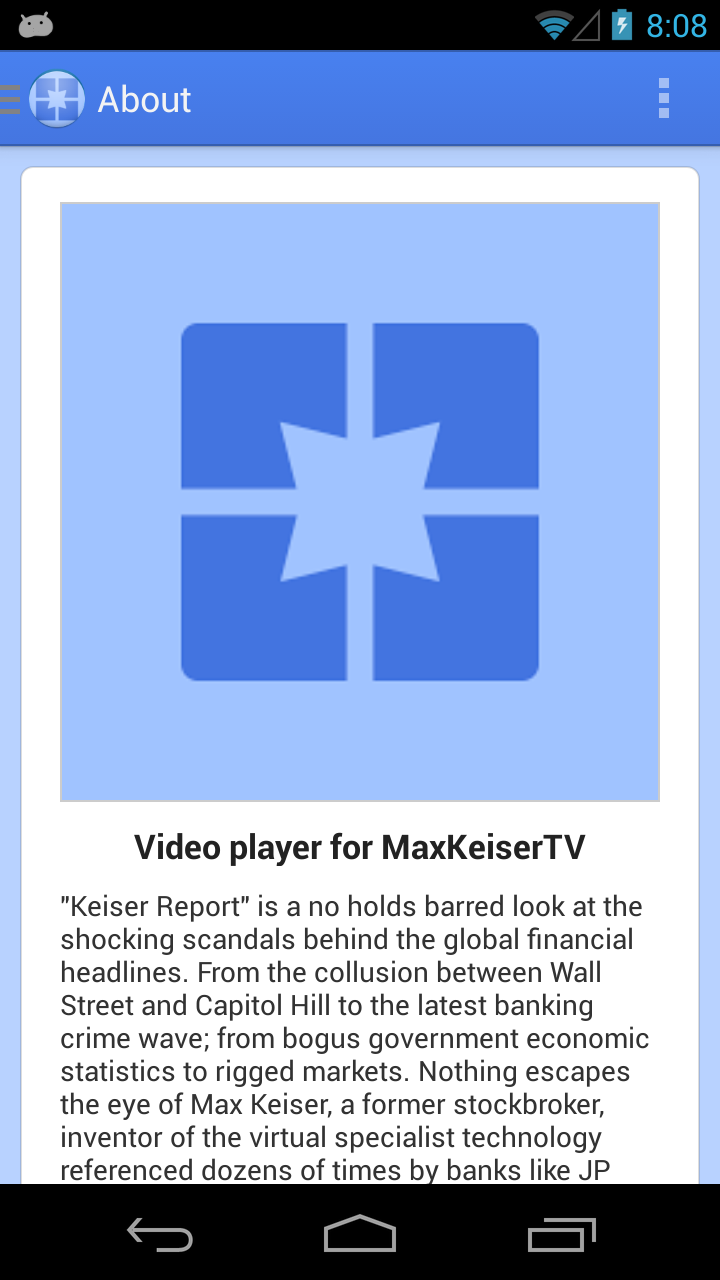 8:08
About
Video player for MaxKeiserTV
"Keiser Report" is a no holds barred look at the
shocking scandals behind the global financial
headlines. From the collusion between Wall
Street and Capitol Hill to the latest banking
crime wave; from bogus government economic
statistics to rigged markets. Nothing escapes
the eye of Max Keiser, a former stockbroker,
inventor of the virtual specialist technology
referenced dozens of times by banks like JP